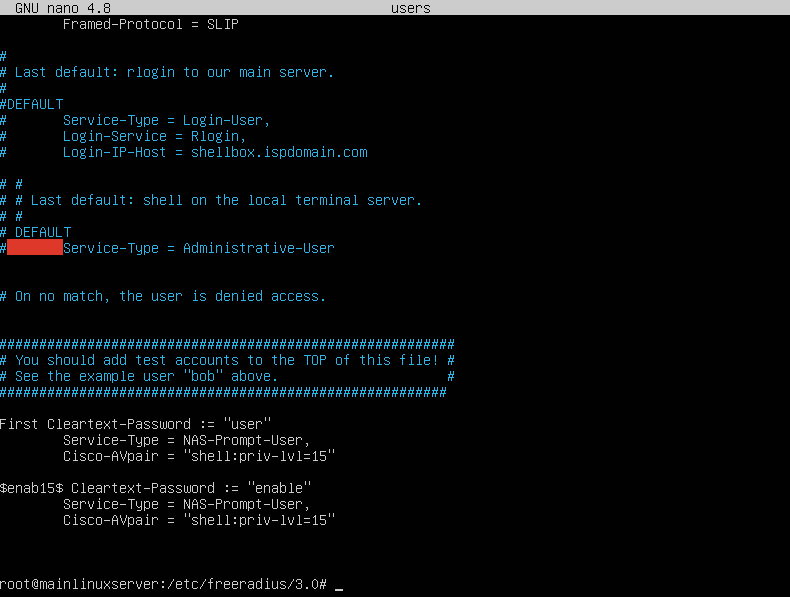 GNU nano 4.8 users
Framed-Protocol = SLIP
#
# Last default: rlogin to our main server.
#
#DEFAULT
# Service-Type = Login-User,
# Login-Service = Rlogin,
# Login-IP-Host = shellbox.ispdomain.com
# #
# # Last default: shell on the local terminal server.
# #
# DEFAULT
# Service-Type = Administrative-User
# On no match, the user is denied access.
#########################################################
# You should add test accounts to the TOP of this file! #
# See the example user "bob" above. #
########################################################
First Cleartext-Password := "user"
Service-Type = NAS-Prompt-User,
Cisco-AVpair = "shell:priv-lvl=15"
$enab15$ Cleartext-Password := "enable"
Service-Type = NAS-Prompt-User,
Cisco-AVpair = "shell:priv-lvl=15"
root@mainlinuxserver:/etc/freeradius/3.0# _